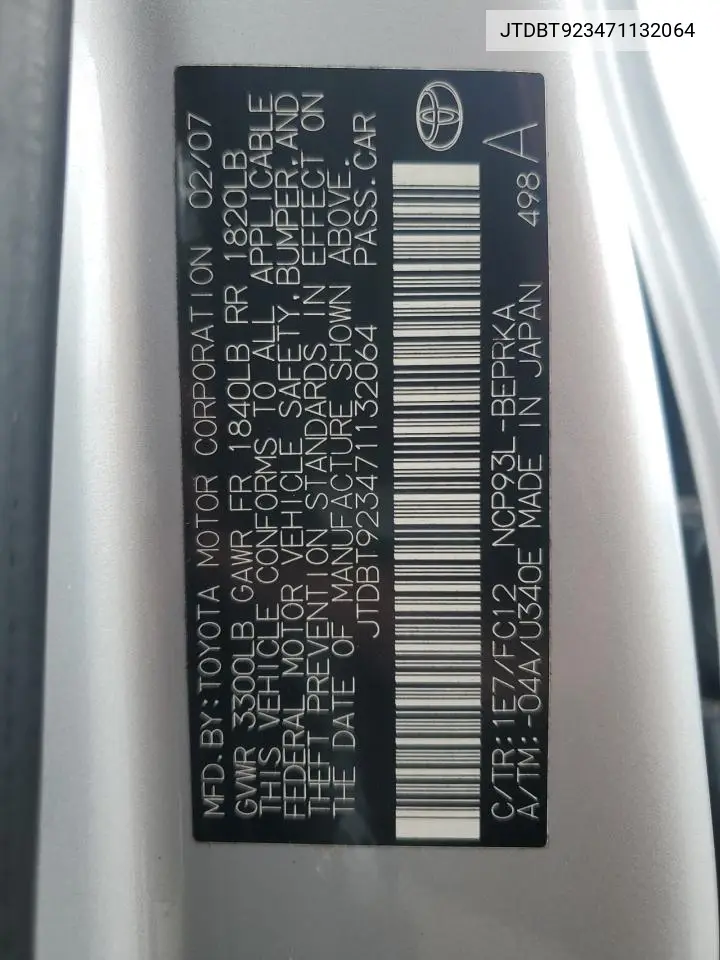 JTDBT923471132064
MFD. BY: TOYOTA MOTOR CORPORATION 02/07
GVWR 3300LB GAWR FR 1840LB RR 1820LB
THIS VEHICLE CONFORMS TO ALL APPLICABLE
FEDERAL MOTOR VEHICLE SAFETY, BUMPER, AND
THEFT PREVENTION STANDARDS IN EFFECT ON
THE DATE OF MANUFACTURE SHOWN ABOVE.
JTDBT923471132064 PASS. CAR
C/TR: 1E7/FC12 NCP93L-BEPRKA
A/TM: -04A/U340E MADE IN JAPAN 498 A